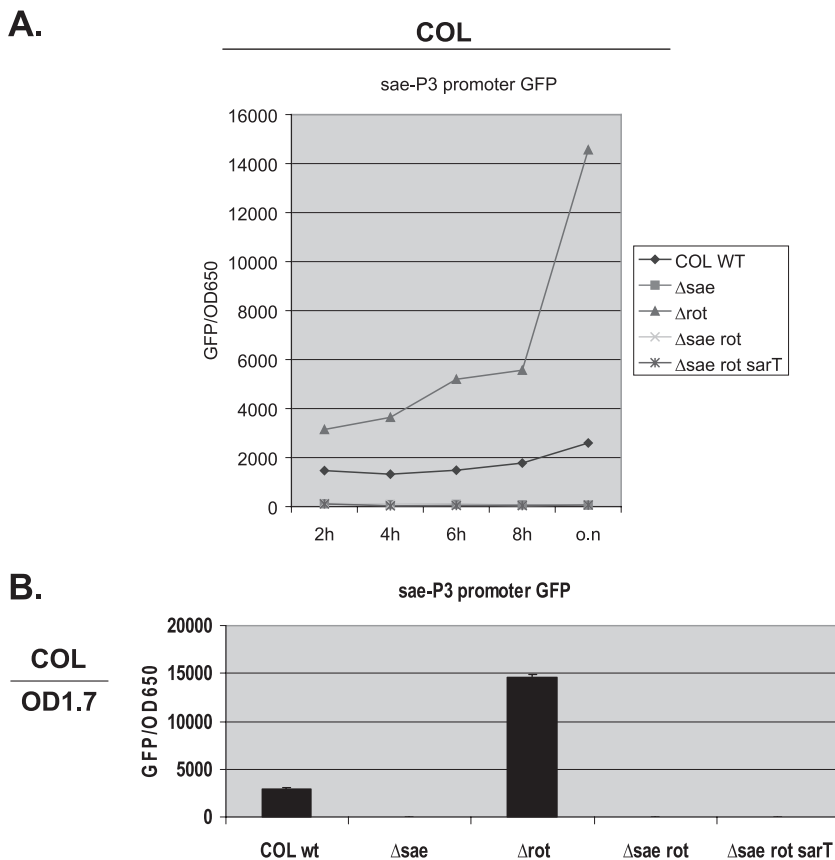 A.
COL
sae-P3 promoter GFP
16000
14000
12000
10000
8000
6000
4000
2000
0
GFP/OD650
2h 4h 6h 8h o.n
COL WT
Δsae
Δrot
Δsae rot
Δsae rot sarT
B.
sae-P3 promoter GFP
COL
OD1.7
20000
15000
10000
5000
0
GFP/OD650
COL wt Δsae Δrot Δsae rot Δsae rot sarT